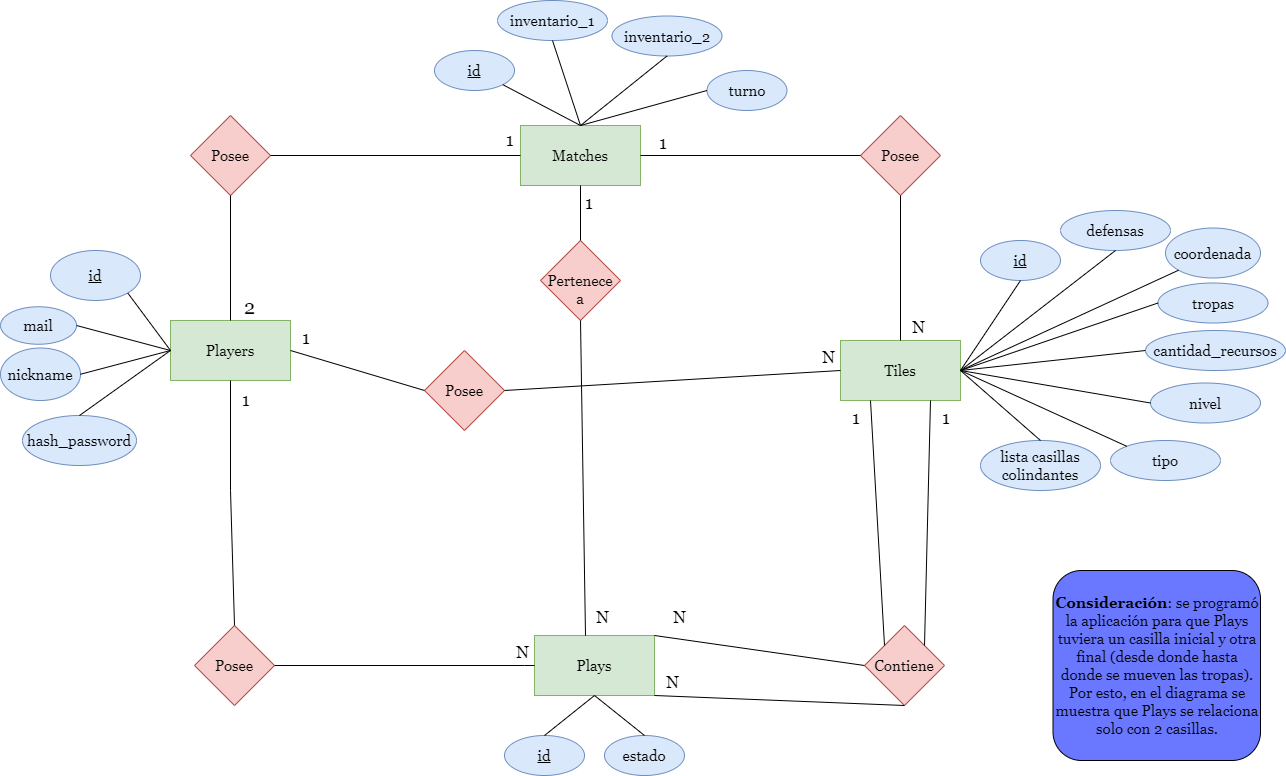 inventario_1
inventario_2
id
turno
Posee
1
Matches
1
Posee
1
Pertenece
a
id
mail
nickname
hash_password
2
Players
1
1
Posee
N
N
Tiles
1
1
id
defensas
coordenada
tropas
cantidad_recursos
nivel
tipo
lista casillas
colindantes
Posee
N
N
N
N
Plays
Contiene
id
estado
Consideración: se programó
la aplicación para que Plays
tuviera un casilla inicial y otra
final (desde donde hasta
donde se mueven las tropas).
Por esto, en el diagrama se
muestra que Plays se relaciona
solo con 2 casillas.